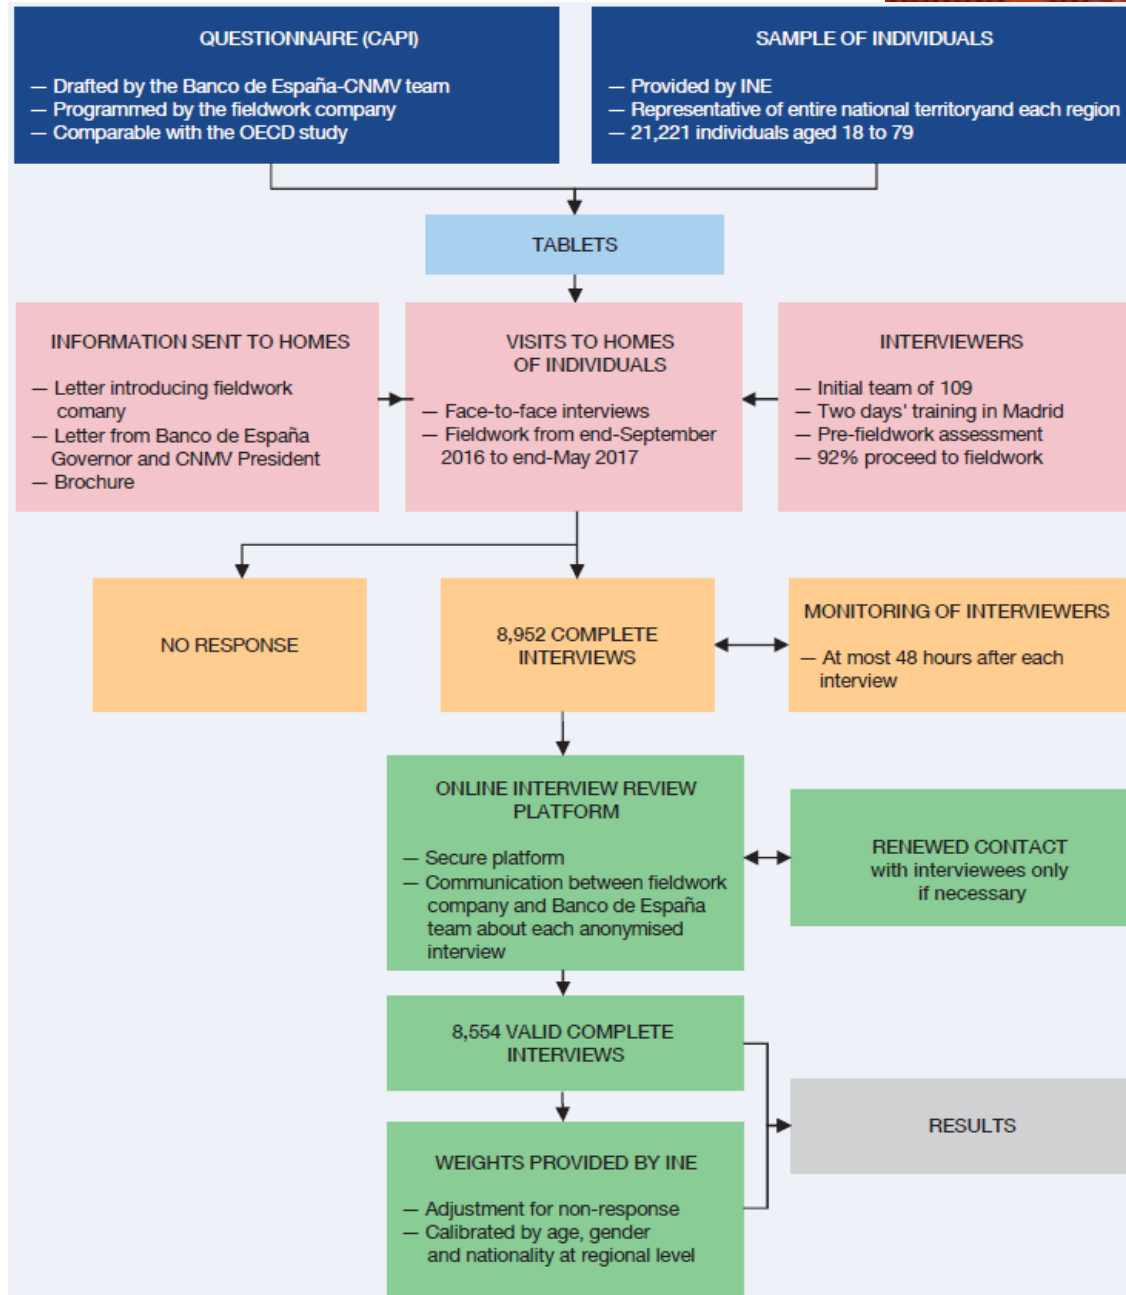 QUESTIONNAIRE (CAPI)
— Drafted by the Banco de España-CNMV team
— Programmed by the fieldwork company
— Comparable with the OECD study
SAMPLE OF INDIVIDUALS
— Provided by INE
— Representative of entire national territoryand each region
— 21,221 individuals aged 18 to 79
TABLETS
INFORMATION SENT TO HOMES
— Letter introducing fieldwork
comany
— Letter from Banco de España
Governor and CNMV President
— Brochure
VISITS TO HOMES
OF INDIVIDUALS
— Face-to-face interviews
— Fieldwork from end-September
2016 to end-May 2017
INTERVIEWERS
— Initial team of 109
— Two days' training in Madrid
— Pre-fieldwork assessment
— 92% proceed to fieldwork
NO RESPONSE
8,952 COMPLETE
INTERVIEWS
MONITORING OF INTERVIEWERS
— At most 48 hours after each
interview
ONLINE INTERVIEW REVIEW
PLATFORM
— Secure platform
— Communication between fieldwork
company and Banco de España
team about each anonymised
interview
RENEWED CONTACT
with interviewees only
if necessary
8,554 VALID COMPLETE
INTERVIEWS
RESULTS
WEIGHTS PROVIDED BY INE
— Adjustment for non-response
— Calibrated by age, gender
and nationality at regional level